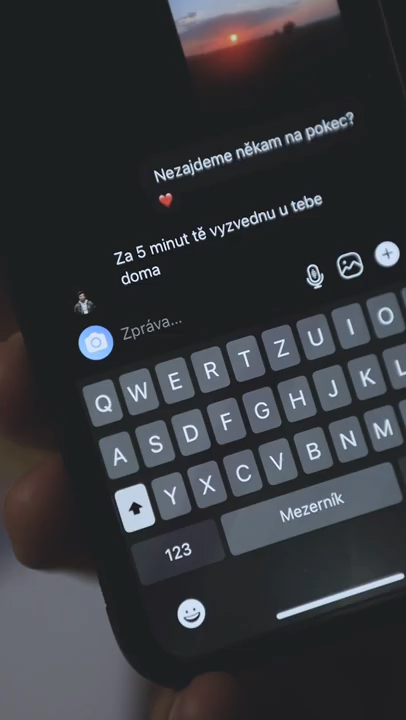 Nezajdeme někam na pokec?
❤️
Za 5 minut tě vyzvednu u tebe
doma
Zpráva...
Q W E R T Z U I O
A S D F G H J K L
Y X C V B N M
123 Mezerník